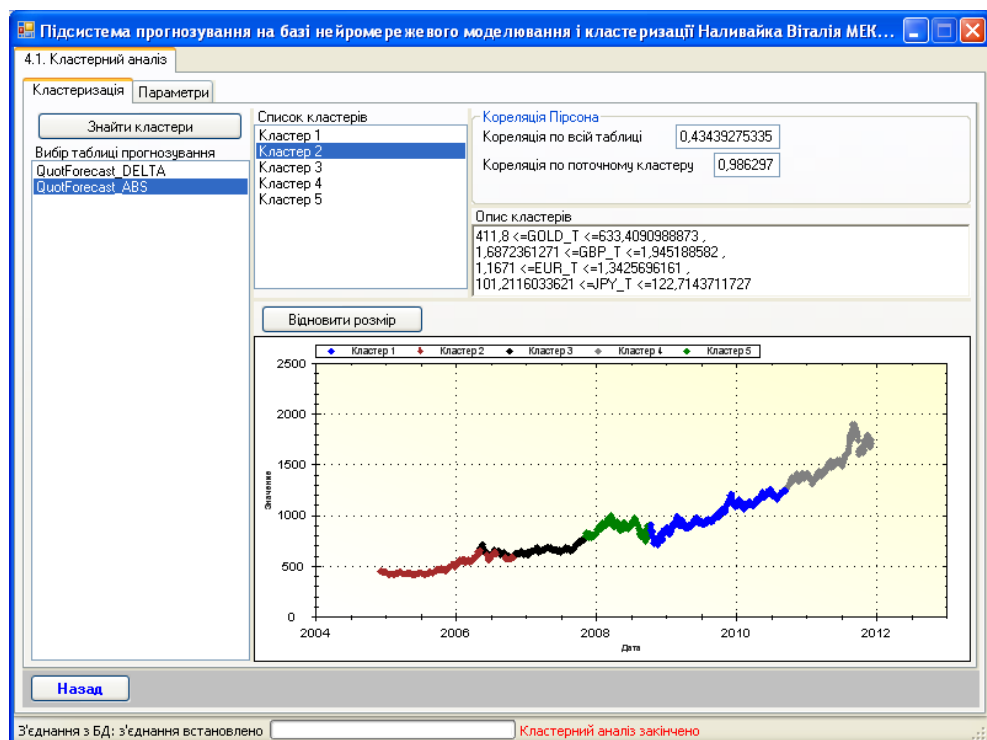 Підсистема прогнозування на базі нейромережевого моделювання і кластеризації Наливайка Віталія МЕК...
4.1. Кластерний аналіз
Кластеризація
Параметри
Знайти кластери
Вибір таблиці прогнозування
QuotForecast_DELTA
QuotForecast_ABS
Список кластерів
Кластер 1
Кластер 2
Кластер 3
Кластер 4
Кластер 5
Кореляція Пірсона
Кореляція по всій таблиці 0,43439275335
Кореляція по поточному кластеру 0,986297
Опис кластерів
411,8 <=GOLD_T <=633,4090988873 ,
1,6872361271 <=GBP_T <=1,945188582 ,
1,1671 <=EUR_T <=1,3425696161 ,
101,2116033621 <=JPY_T <=122,7143711727
Відновити розмір
Кластер 1 Кластер 2 Кластер 3 Кластер 4 Кластер 5
2500
2000
1500
1000
500
0
Значение
2004 2006 2008 2010 2012
Дата
Назад
З'єднання з БД: з'єднання встановлено
Кластерний аналіз закінчено